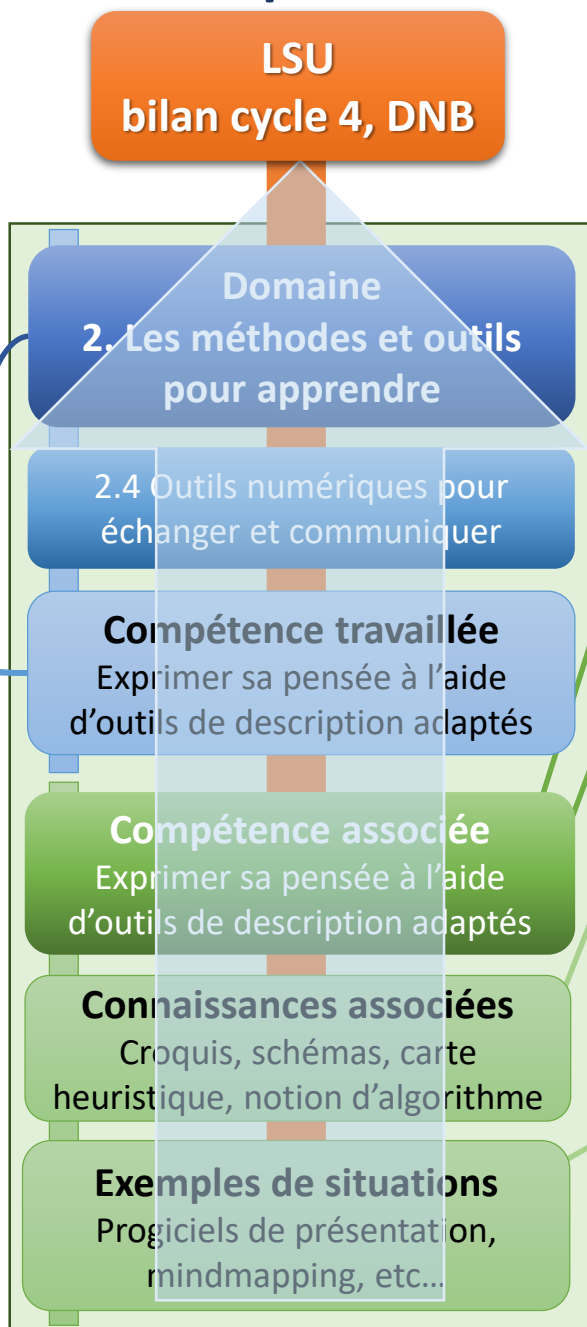 LSU
bilan cycle 4, DNB
Domaine
2. Les méthodes et outils
pour apprendre
2.4 Outils numériques pour
échanger et communiquer
Compétence travaillée
Exprimer sa pensée à l’aide
d’outils de description adaptés
Compétence associée
Exprimer sa pensée à l’aide
d’outils de description adaptés
Connaissances associées
Croquis, schémas, carte
heuristique, notion d’algorithme
Exemples de situations
Progiciels de présentation,
mindmapping, etc…